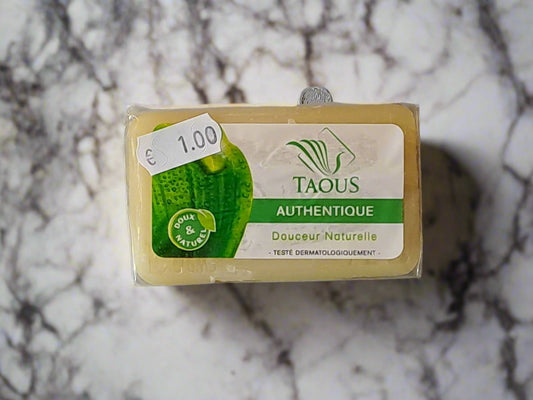 € 1.00
TAOUS
AUTHENTIQUE
Douceur Naturelle
- TESTÉ DERMATOLOGIQUEMENT -
DOUX
&
NATUREL